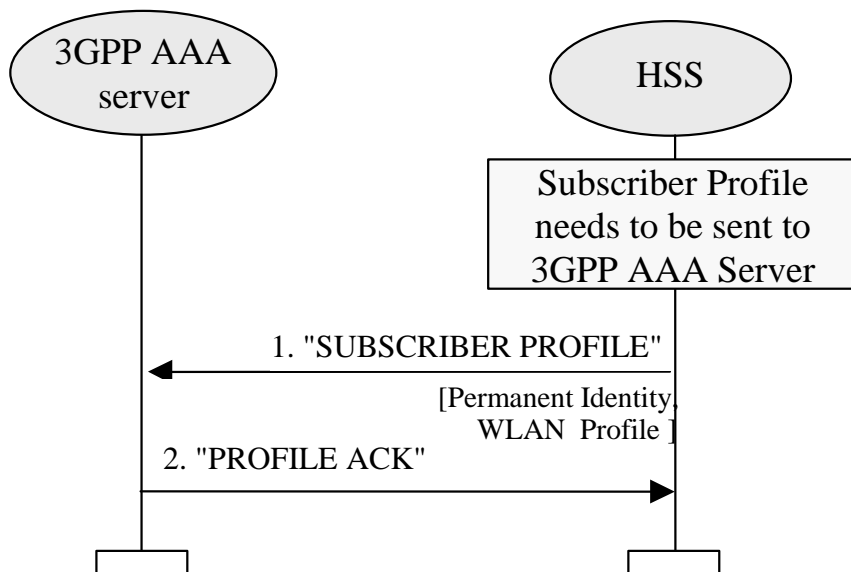 3GPP AAA
server
HSS
Subscriber Profile
needs to be sent to
3GPP AAA Server
1. "SUBSCRIBER PROFILE"
[Permanent Identity,
WLAN Profile ]
2. "PROFILE ACK"